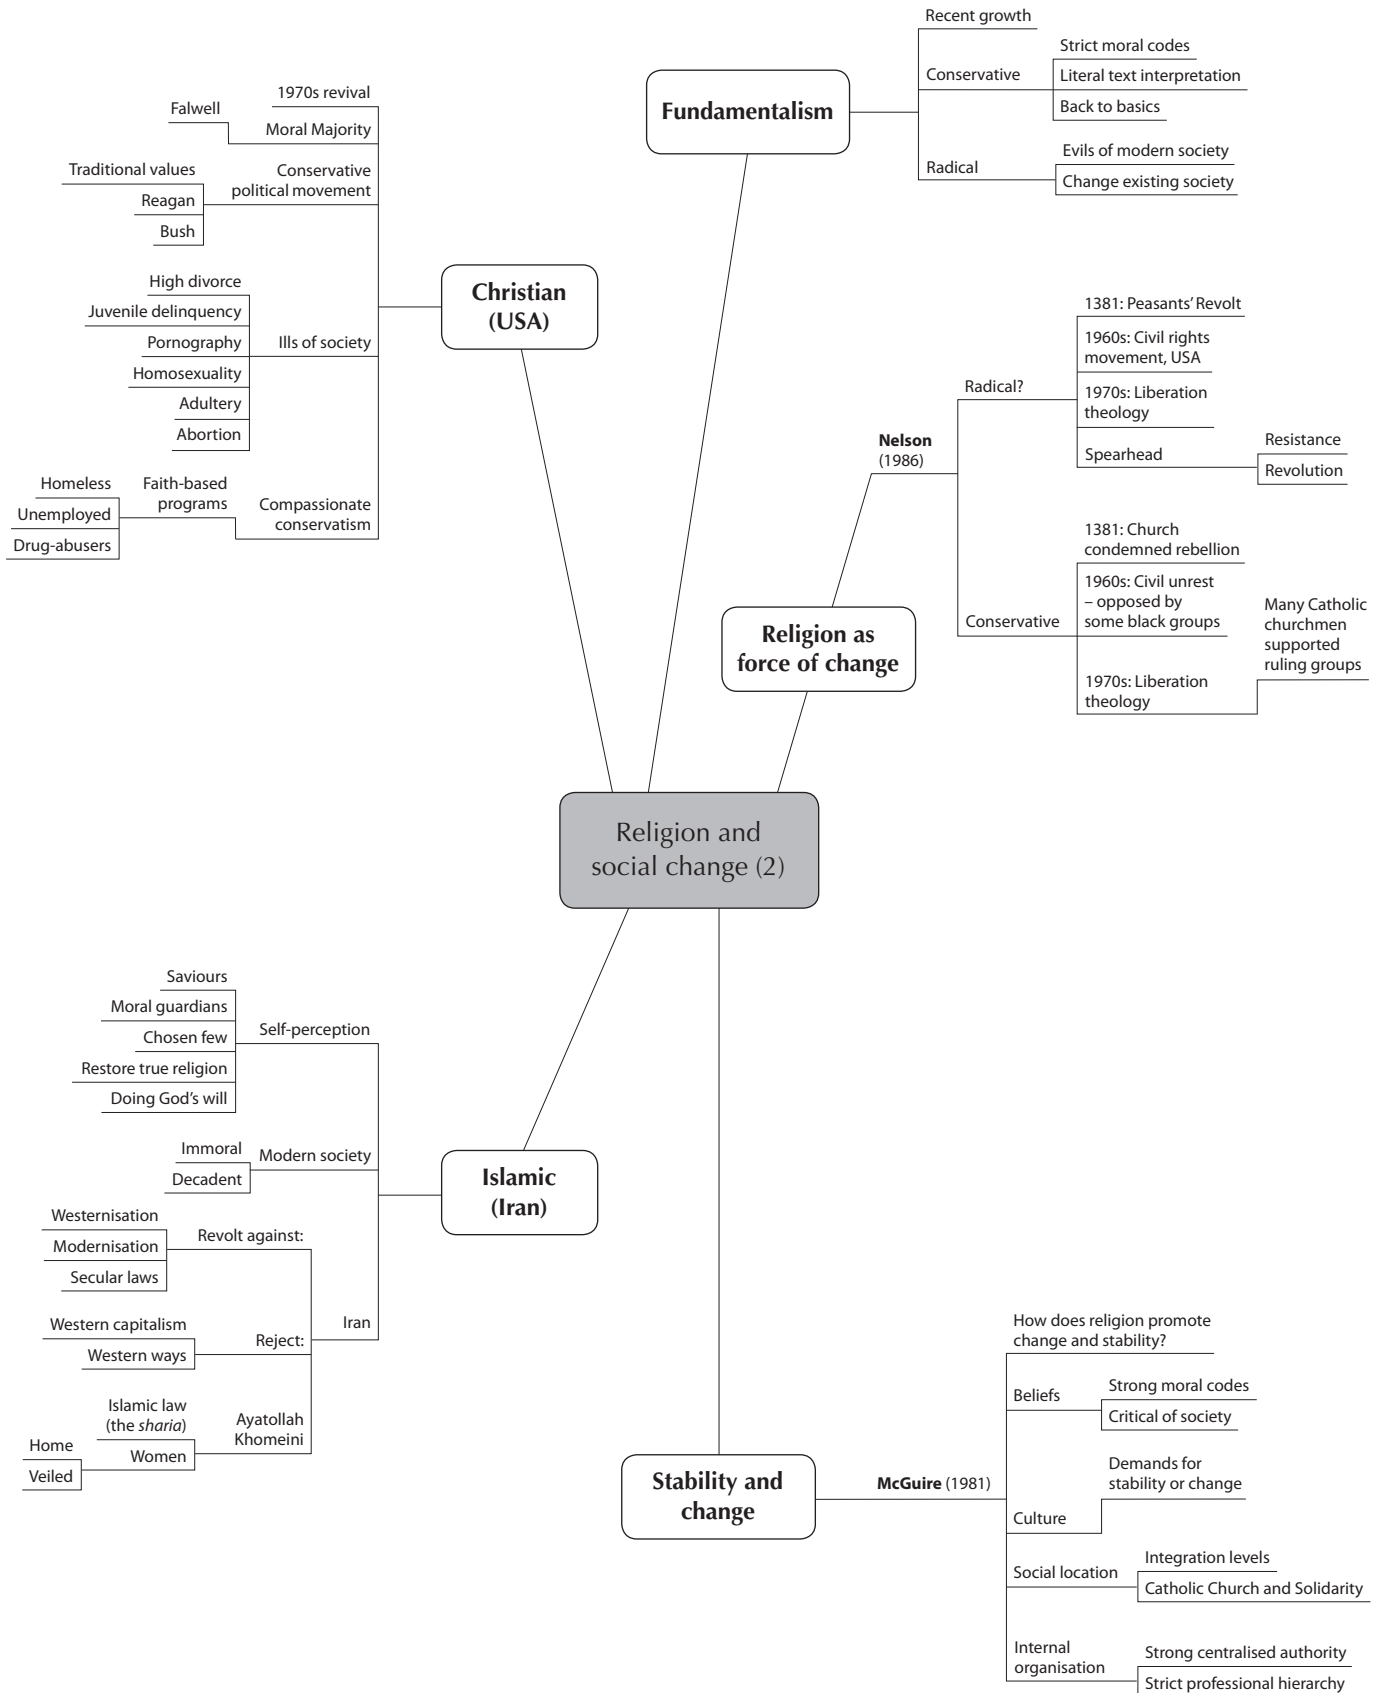 Recent growth
Strict moral codes
Conservative
Literal text interpretation
Back to basics
Fundamentalism
Evils of modern society
Radical
Change existing society
1970s revival
Falwell
Moral Majority
Traditional values
Conservative
political movement
Reagan
Bush
High divorce
Juvenile delinquency
Pornography
Ills of society
Homosexuality
Adultery
Abortion
Christian
(USA)
Homeless
Faith-based
programs
Unemployed
Compassionate
conservatism
Drug-abusers
1381: Peasants’ Revolt
1960s: Civil rights
movement, USA
Radical?
1970s: Liberation
theology
Nelson
(1986)
Spearhead
Resistance
Revolution
1381: Church
condemned rebellion
1960s: Civil unrest
– opposed by
some black groups
Conservative
Many Catholic
churchmen
supported
ruling groups
1970s: Liberation
theology
Religion as
force of change
Religion and
social change (2)
Saviours
Moral guardians
Self-perception
Chosen few
Restore true religion
Doing God’s will
Immoral
Modern society
Decadent
Islamic
(Iran)
Westernisation
Revolt against:
Modernisation
Secular laws
Iran
Western capitalism
Reject:
Western ways
Islamic law
(the sharia)
Ayatollah
Khomeini
Home
Women
Veiled
How does religion promote
change and stability?
Beliefs
Strong moral codes
Critical of society
Stability and
change
McGuire (1981)
Demands for
stability or change
Culture
Social location
Integration levels
Catholic Church and Solidarity
Internal
organisation
Strong centralised authority
Strict professional hierarchy